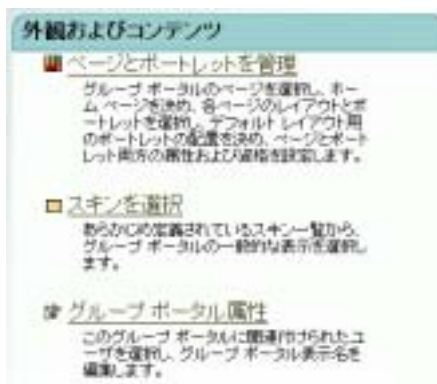 外観およびコンテンツ
ページとポートレットを管理
グループ ポータルのページを選択し、ホー
ム ページを決め、各ページのレイアウトとポ
ートレットを選択し、デフォルト レイアウト用
のポートレットの配置を決め、ページとポート
レット両方の属性および資格を設定します。
スキンを選択
あらかじめ定義されているスキン一覧から、
グループ ポータルの一般的な表示を選択し
ます。
グループ ポータル属性
このグループ ポータルに関連付けられたユ
ーザを選択し、グループ ポータル表示名を
編集します。